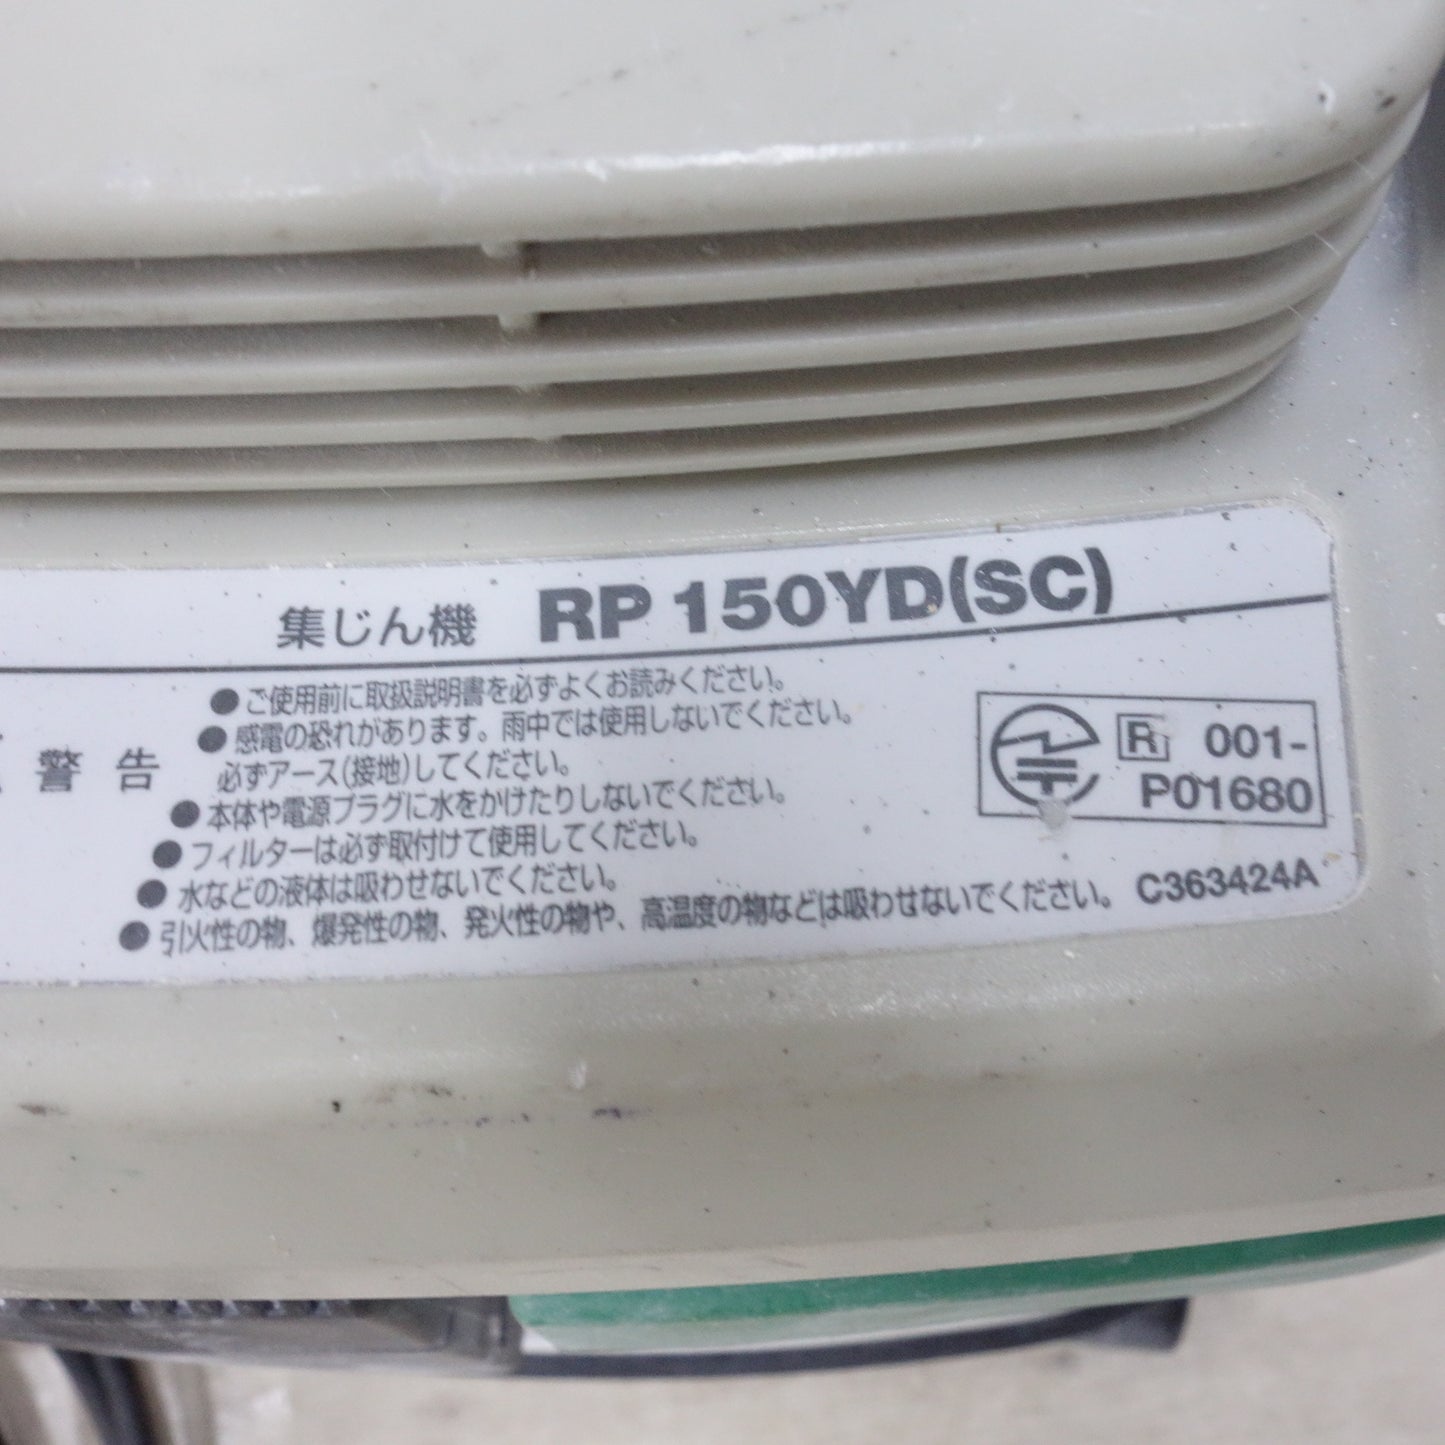 集じん機 RP 150YD(SC)
警告
●ご使用前に取扱説明書を必ずよくお読みください。
●感電の恐れがあります。雨中では使用しないでください。
必ずアース(接地)してください。
●本体や電源プラグに水をかけたりしないでください。
●フィルターは必ず取付けて使用してください。
●水などの液体は吸わせないでください。
●引火性の物、爆発性の物、発火性の物や、高温度の物などは吸わせないでください。
R 001-
P01680
C363424A